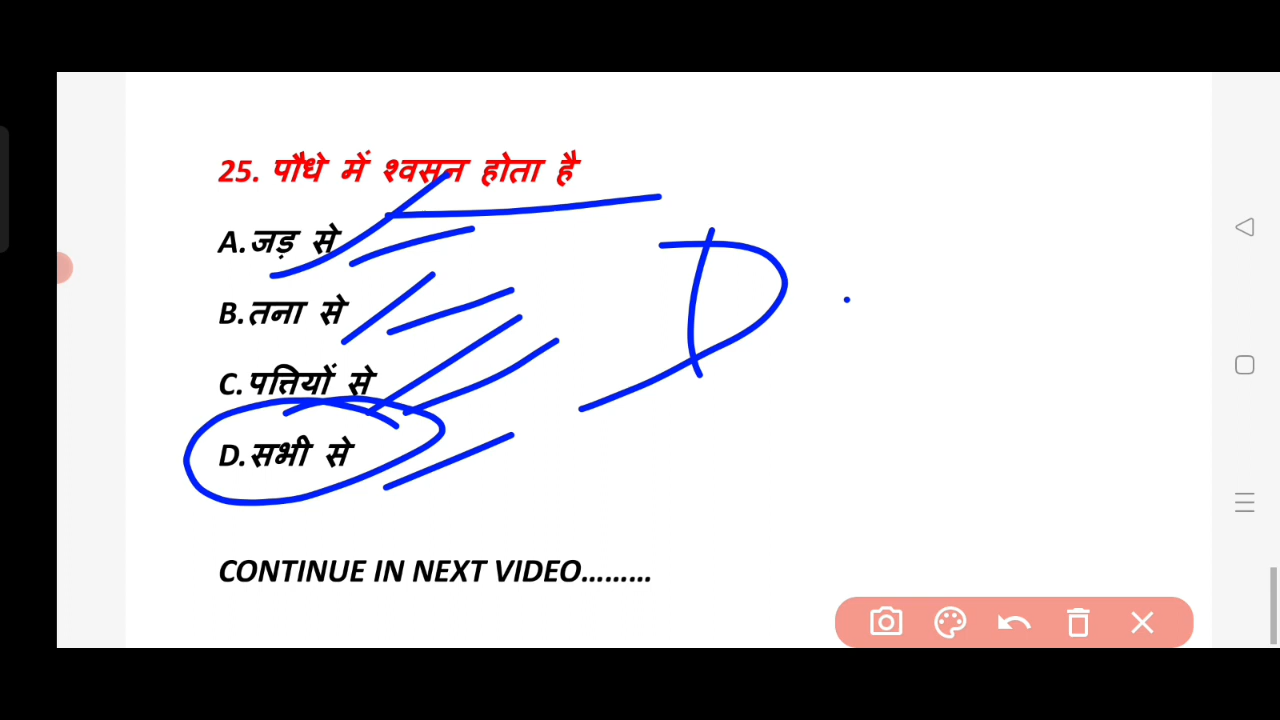 25. पौधे में श्वसन होता है
A.जड़ से
B.तना से
D
C.पत्तियों से
D.सभी से
CONTINUE IN NEXT VIDEO.........